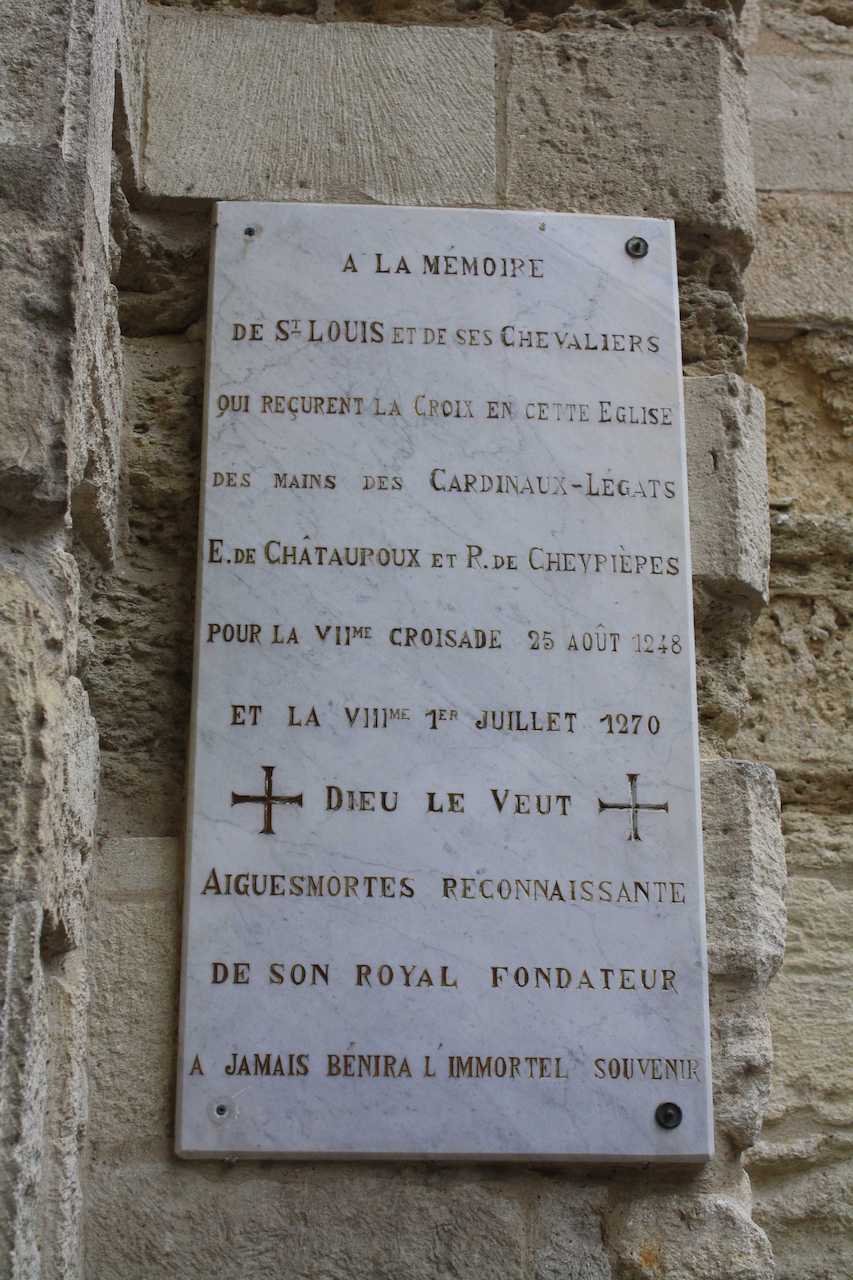 A LA MÉMOIRE
DE ST LOUIS ET DE SES CHEVALIERS
QUI REÇURENT LA CROIX EN CETTE EGLISE
DES MAINS DES CARDINAUX-LÉGATS
E. DE CHÂTAUROUX ET R. DE CHEVRIÈRES
POUR LA VIIME CROISADE 25 AOÛT 1248
ET LA VIIIME 1ER JUILLET 1270
DIEU LE VEUT
AIGUESMORTES RECONNAISSANTE
DE SON ROYAL FONDATEUR
A JAMAIS BÉNIRA L'IMMORTEL SOUVENIR